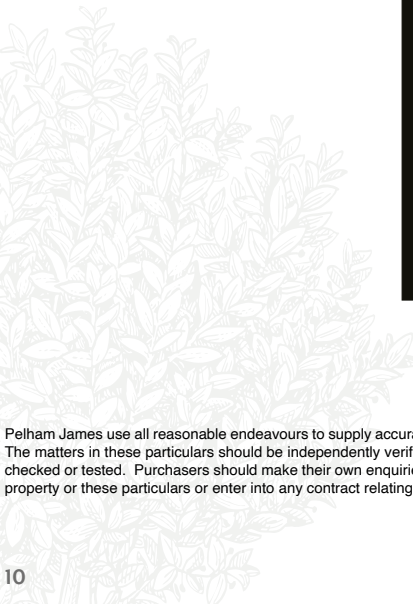 Pelham James use all reasonable endeavours to supply accur
The matters in these particulars should be independently verif
checked or tested.  Purchasers should make their own enquirie
property or these particulars or enter into any contract relating
10